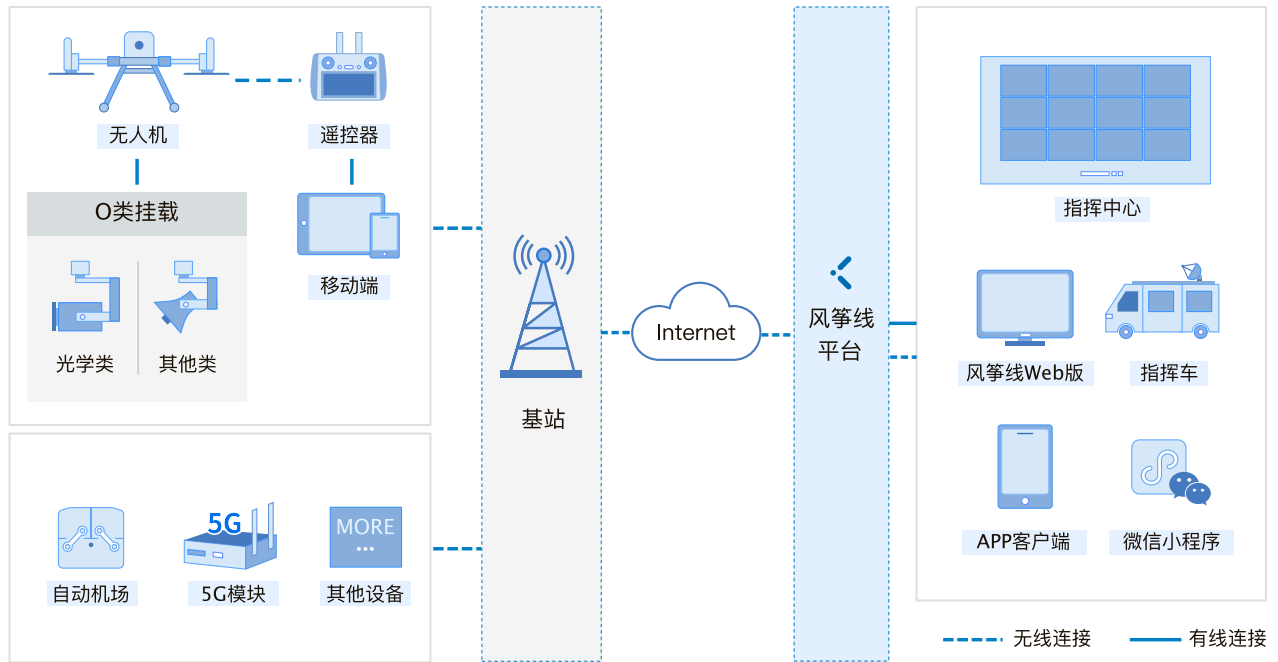 无人机
遥控器
O类挂载
光学类
其他类
移动端
自动机场
5G
5G模块
MORE
...
其他设备
基站
Internet
风筝线
平台
指挥中心
风筝线Web版
指挥车
APP客户端
微信小程序
无线连接
有线连接